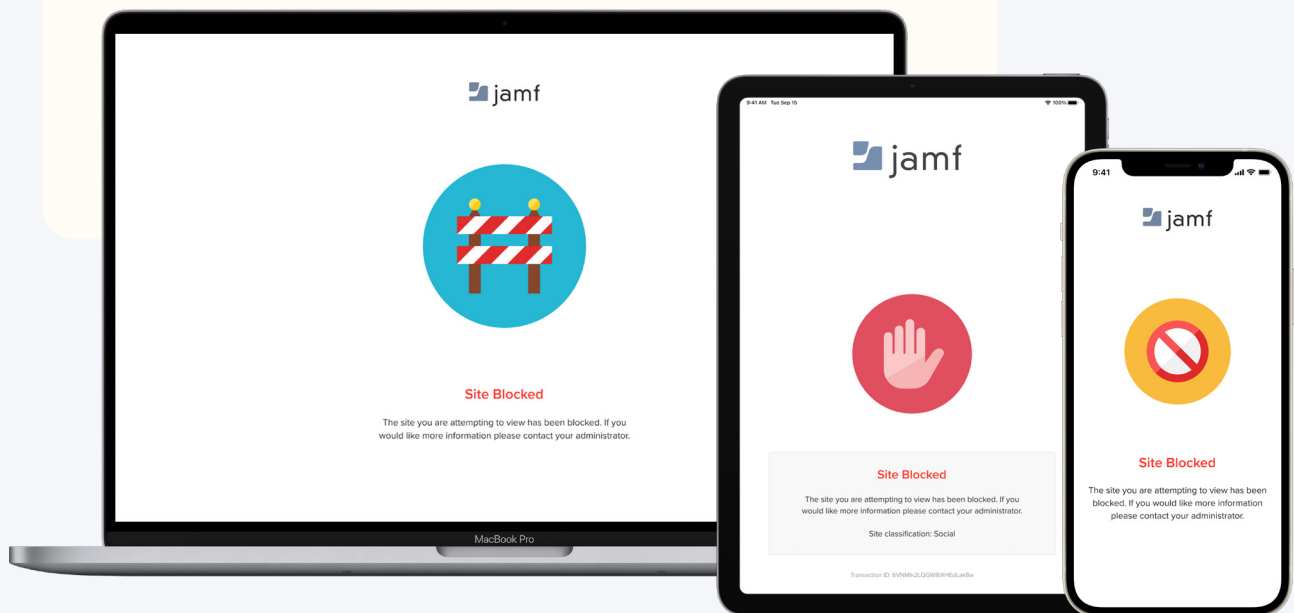 jamf
Site Blocked
The site you are attempting to view has been blocked. If you
would like more information please contact your administrator.
MacBook Pro
9:41 AM Tue Sep 15
100%
jamf
Site Blocked
The site you are attempting to view has been blocked. If you
would like more information please contact your administrator.
Site classification: Social
Transaction ID:
9:41
jamf
Site Blocked
The site you are attempting to view has been
blocked. If you would like more information
please contact your administrator.